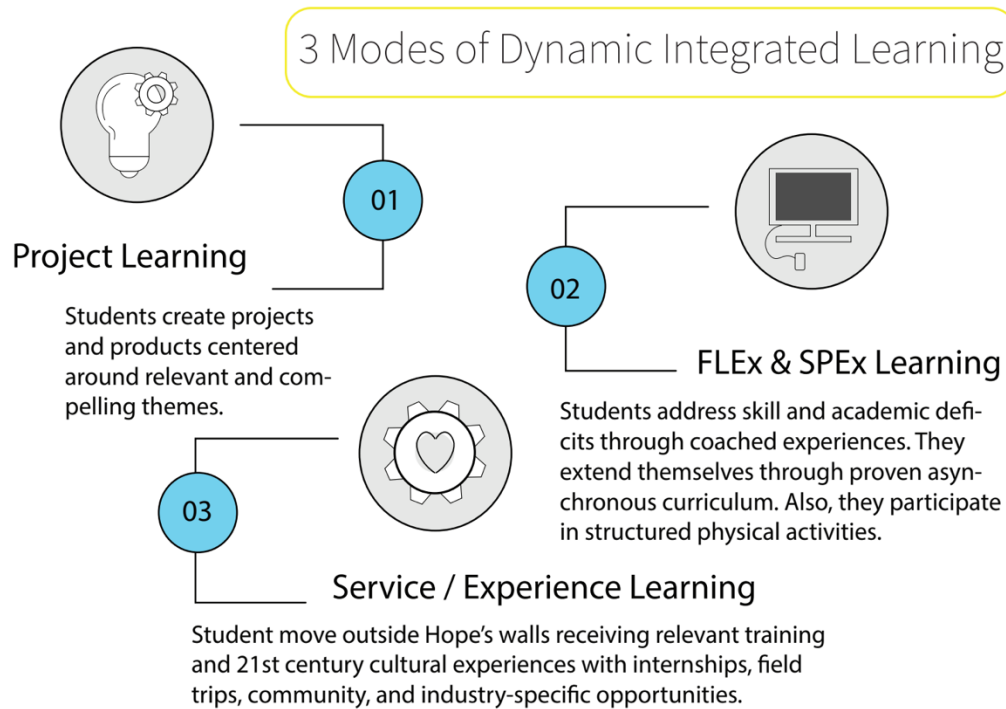 3 Modes of Dynamic Integrated Learning
01
Project Learning
Students create projects
and products centered
around relevant and com-
pelling themes.
02
FLEx & SPEx Learning
Students address skill and academic defi-
cits through coached experiences. They
extend themselves through proven asyn-
chronous curriculum. Also, they participate
in structured physical activities.
03
Service / Experience Learning
Student move outside Hope's walls receiving relevant training
and 21st century cultural experiences with internships, field
trips, community, and industry-specific opportunities.